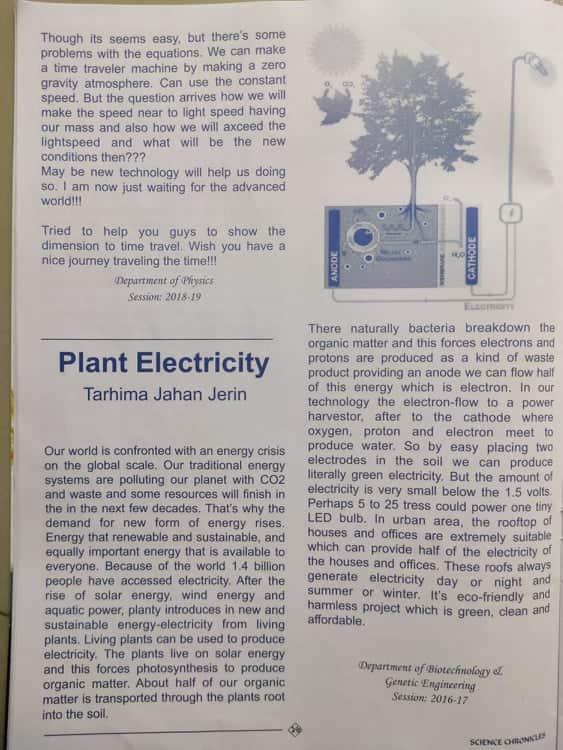 Though its seems easy, but there's some
problems with the equations. We can make
a time traveler machine by making a zero
gravity atmosphere. Can use the constant
speed. But the question arrives how we will
make the speed near to light speed having
our mass and also how we will axceed the
lightspeed and what will be the new
conditions then???
May be new technology will help us doing
so. I am now just waiting for the advanced
world!!!
Tried to help you guys to show the
dimension to time travel. Wish you have a
nice journey traveling the time!!!
Department of Physics
Session: 2018-19
Plant Electricity
Tarhima Jahan Jerin
Our world is confronted with an energy crisis
on the global scale. Our traditional energy
systems are polluting our planet with CO2
and waste and some resources will finish in
the in the next few decades. That's why the
demand for new form of energy rises.
Energy that renewable and sustainable, and
equally important energy that is available to
everyone. Because of the world 1.4 billion
people have accessed electricity. After the
rise of solar energy, wind energy and
aquatic power, planty introduces in new and
sustainable energy-electricity from living
plants. Living plants can be used to produce
electricity. The plants live on solar energy
and this forces photosynthesis to produce
organic matter. About half of our organic
matter is transported through the plants root
into the soil.
ANODE
MEMBRANE
H₂O
CATHODE
ELECTRICITY
There naturally bacteria breakdown the
organic matter and this forces electrons and
protons are produced as a kind of waste
product providing an anode we can flow half
of this energy which is electron. In our
technology the electron-flow to a power
harvestor, after to the cathode where
oxygen, proton and electron meet to
produce water. So by easy placing two
electrodes in the soil we can produce
literally green electricity. But the amount of
electricity is very small below the 1.5 volts.
Perhaps 5 to 25 tress could power one tiny
LED bulb. In urban area, the rooftop of
houses and offices are extremely suitable
which can provide half of the electricity of
the houses and offices. These roofs always
generate electricity day or night and
summer or winter. It's eco-friendly and
harmless project which is green, clean and
affordable.
Department of Biotechnology &
Genetic Engineering
Session: 2016-17
SCIENCE CHRONICLES